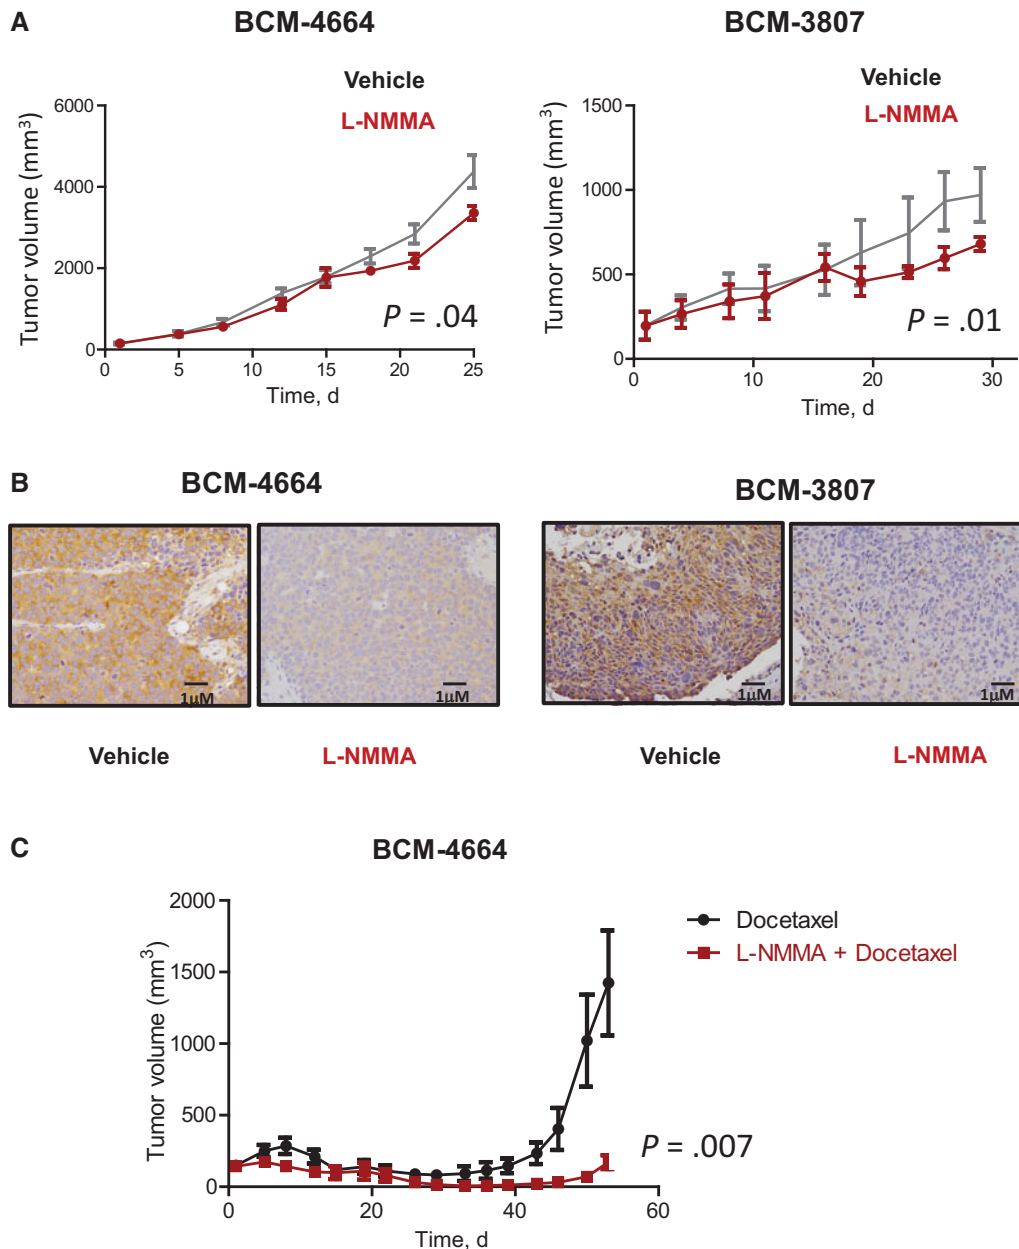 A
BCM-4664
BCM-3807
Vehicle
L-NMMA
Vehicle
L-NMMA
Tumor volume (mm3)
6000
4000
2000
0
0 5 10 15 20 25
Time, d
P = .04
Tumor volume (mm3)
1500
1000
500
0
0 10 20 30
Time, d
P = .01
B
BCM-4664
BCM-3807
1µM
1µM
1µM
1µM
Vehicle
L-NMMA
Vehicle
L-NMMA
C
BCM-4664
Tumor volume (mm3)
2000
1500
1000
500
0
0 20 40 60
Time, d
Docetaxel
L-NMMA + Docetaxel
P = .007